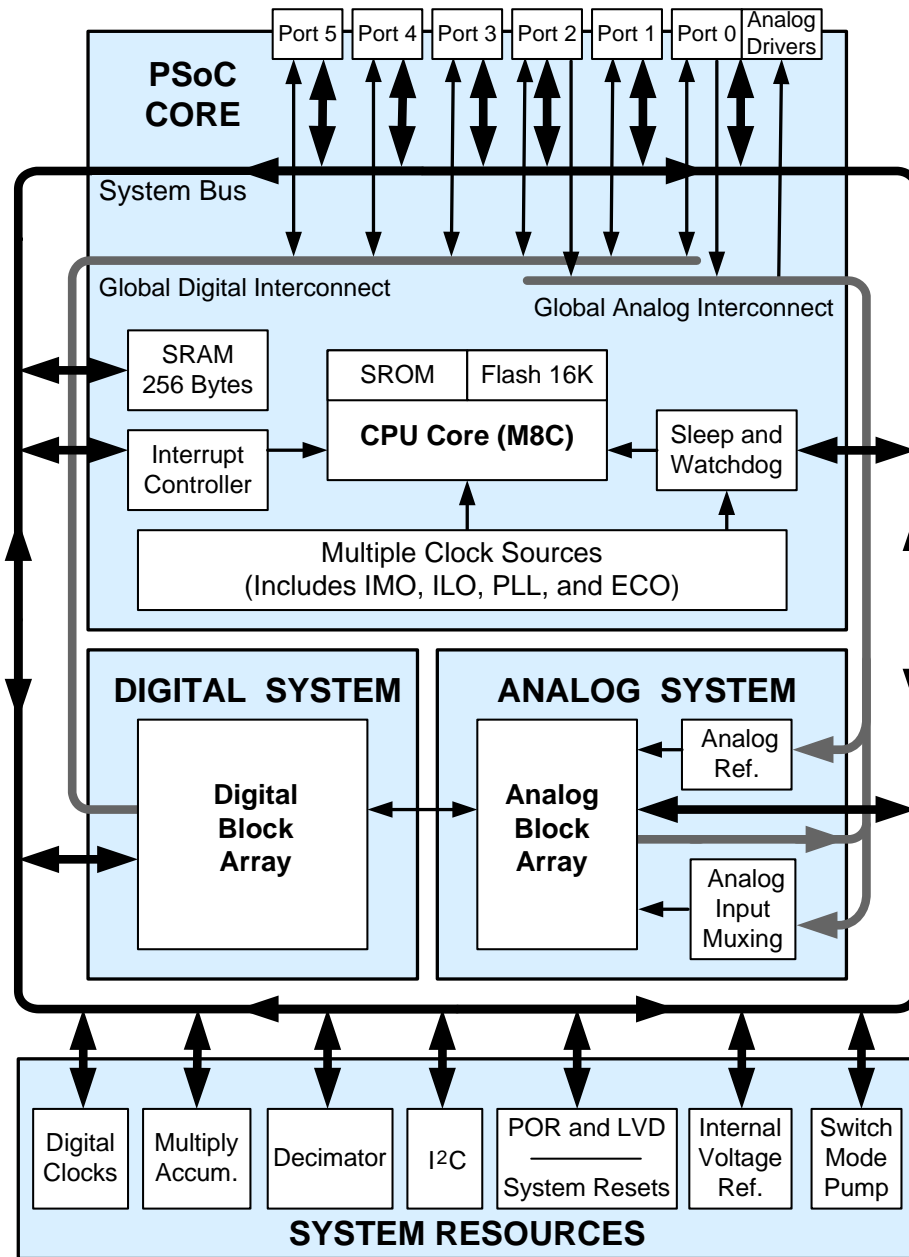 Port 5
Port 4
Port 3
Port 2
Port 1
Port 0
Analog
Drivers
PSoC
CORE
System Bus
Global Digital Interconnect
Global Analog Interconnect
SRAM
256 Bytes
SROM
Flash 16K
CPU Core (M8C)
Interrupt
Controller
Sleep and
Watchdog
Multiple Clock Sources
(Includes IMO, ILO, PLL, and ECO)
DIGITAL SYSTEM
Digital
Block
Array
ANALOG SYSTEM
Analog
Block
Array
Analog
Ref.
Analog
Input
Muxing
Digital
Clocks
Multiply
Accum.
Decimator
I²C
POR and LVD
System Resets
Internal
Voltage
Ref.
Switch
Mode
Pump
SYSTEM RESOURCES